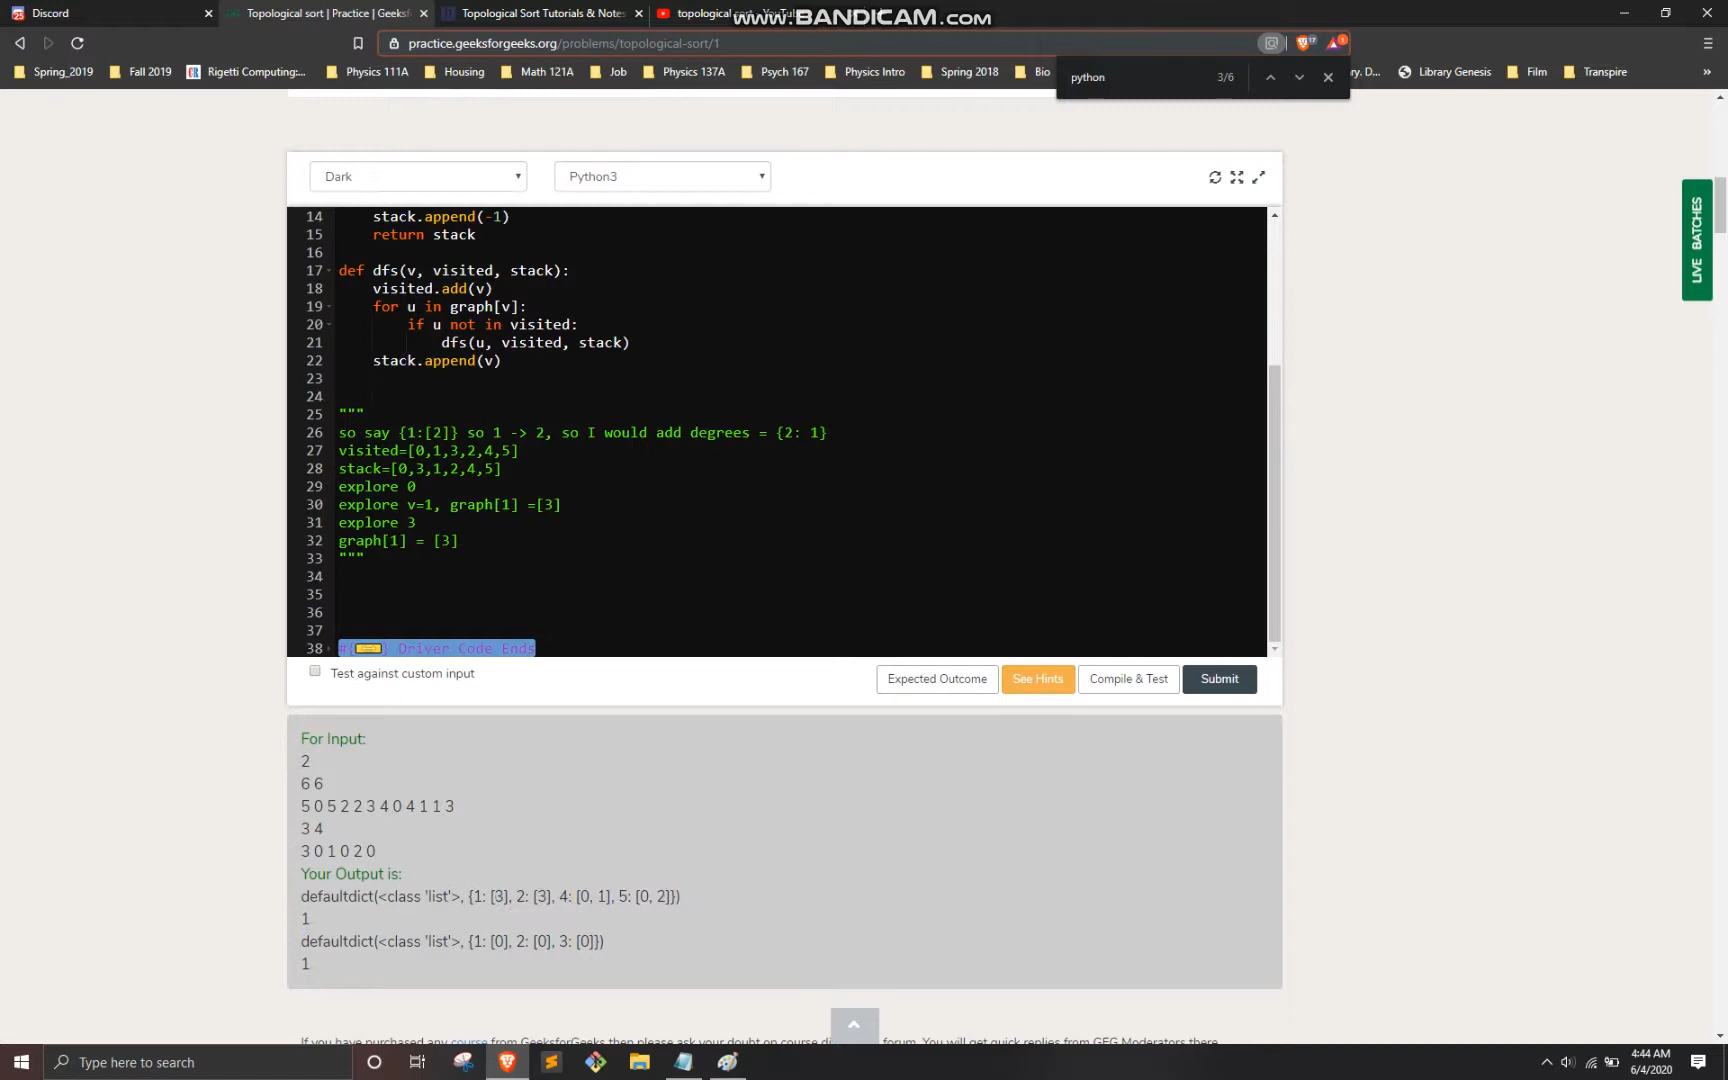 Discord
Topological sort | Practice | Geeksf
Topological Sort Tutorials & Notes
topological sort - YouTu
www.BANDICAM.com
practice.geeksforgeeks.org/problems/topological-sort/1
17
1
Spring_2019
Fall 2019
Rigetti Computing:...
Physics 111A
Housing
Math 121A
Job
Physics 137A
Psych 167
Physics Intro
Spring 2018
Bio
ry. D...
Library Genesis
Film
Transpire
»
python
3/6
Dark
Python3
LIVE BATCHES
14 stack.append(-1)
15 return stack
16
17 def dfs(v, visited, stack):
18 visited.add(v)
19 for u in graph[v]:
20 if u not in visited:
21 dfs(u, visited, stack)
22 stack.append(v)
23
24
25 """
26 so say {1:[2]} so 1 -> 2, so I would add degrees = {2: 1}
27 visited=[0,1,3,2,4,5]
28 stack=[0,3,1,2,4,5]
29 explore 0
30 explore v=1, graph[1] =[3]
31 explore 3
32 graph[1] = [3]
33 """
34
35
36
37
38 #{ } Driver Code Ends
Test against custom input
Expected Outcome
See Hints
Compile & Test
Submit
For Input:
2
6 6
5 0 5 2 2 3 4 0 4 1 1 3
3 4
3 0 1 0 2 0
Your Output is:
defaultdict(<class 'list'>, {1: [3], 2: [3], 4: [0, 1], 5: [0, 2]})
1
defaultdict(<class 'list'>, {1: [0], 2: [0], 3: [0]})
1
If you have purchased any course from GeeksforGeeks then please ask your doubt on course di forum. You will get quick replies from GFG Moderators there.
Type here to search
4:44 AM
6/4/2020